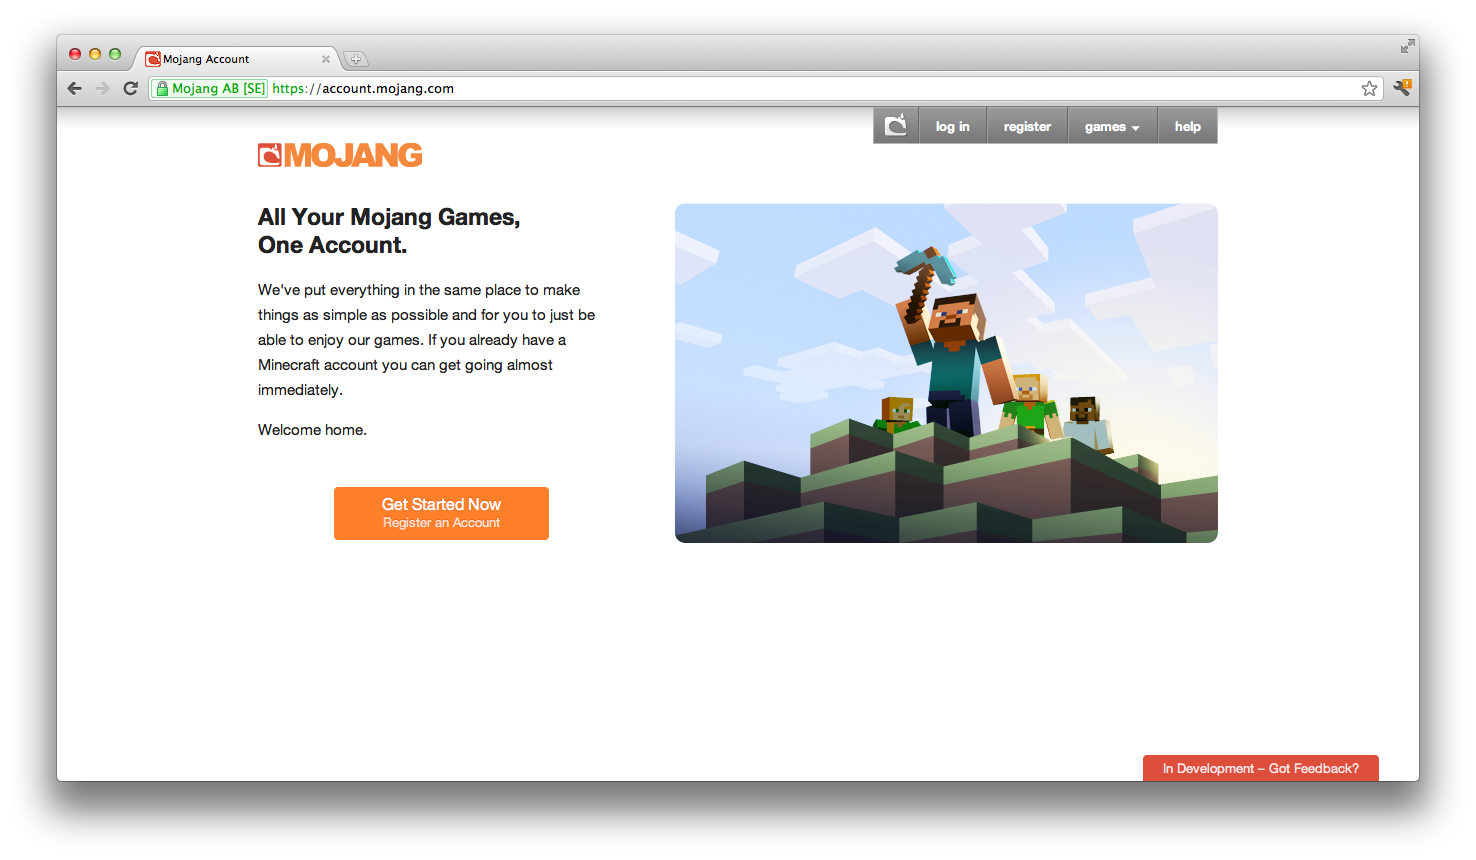 Mojang Account
Mojang AB [SE] https://account.mojang.com
log in register games help
MOJANG
All Your Mojang Games,
One Account.
We've put everything in the same place to make
things as simple as possible and for you to just be
able to enjoy our games. If you already have a
Minecraft account you can get going almost
immediately.
Welcome home.
Get Started Now
Register an Account
In Development – Got Feedback?